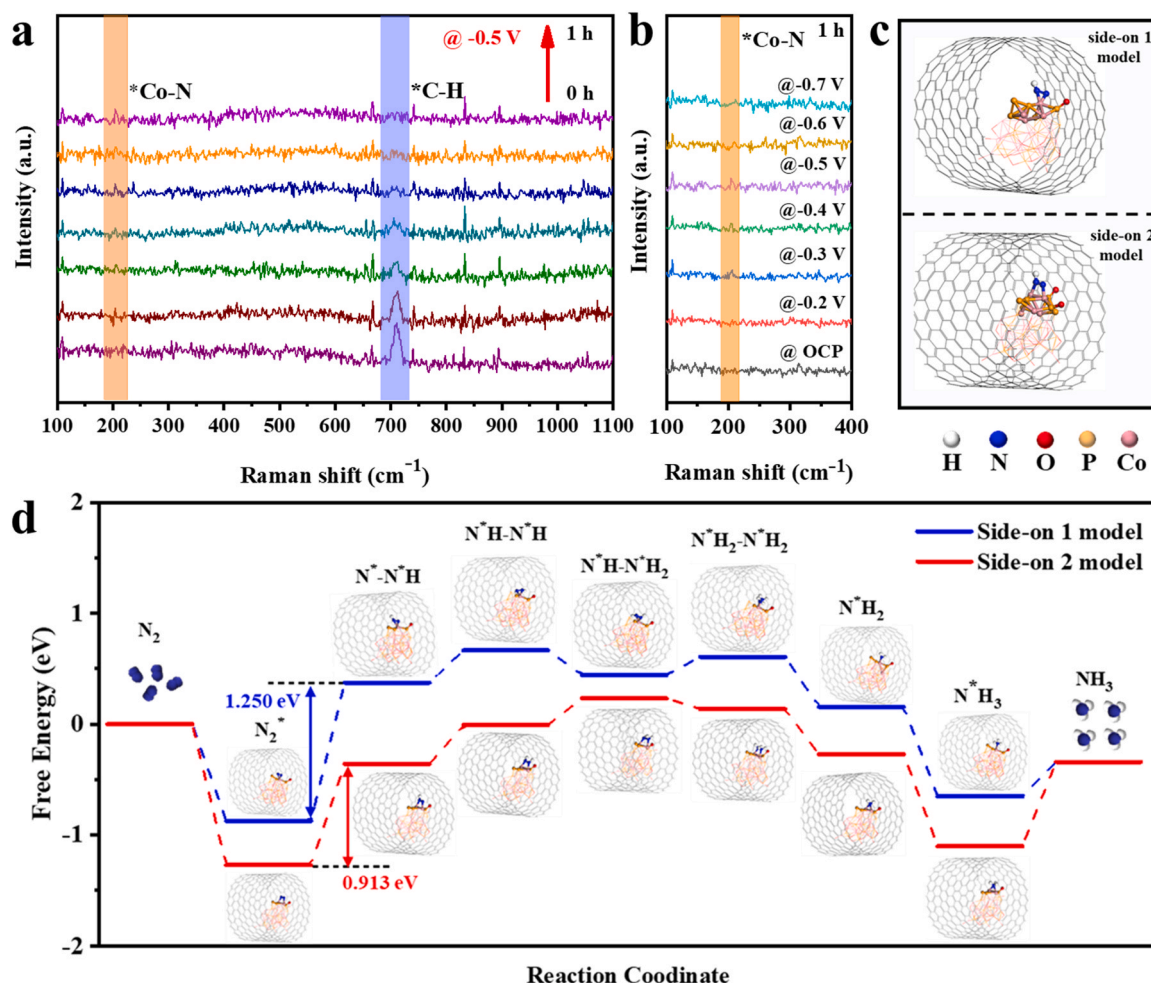 a
@ -0.5 V
1 h
0 h
*Co-N
*C-H
Intensity (a.u.)
100 200 300 400 500 600 700 800 900 1000 1100
Raman shift (cm⁻¹)
b
*Co-N
1 h
@-0.7 V
@-0.6 V
@-0.5 V
@-0.4 V
@-0.3 V
@-0.2 V
@ OCP
Intensity (a.u.)
100 200 300 400
Raman shift (cm⁻¹)
c
side-on 1
model
side-on 2
model
H N O P Co
d
2
1
0
-1
-2
Free Energy (eV)
Side-on 1 model
Side-on 2 model
N₂
N₂*
N*-N*H
N*H-N*H
N*H-N*H₂
N*H₂-N*H₂
N*H₂
N*H₃
NH₃
1.250 eV
0.913 eV
Reaction Coodinate